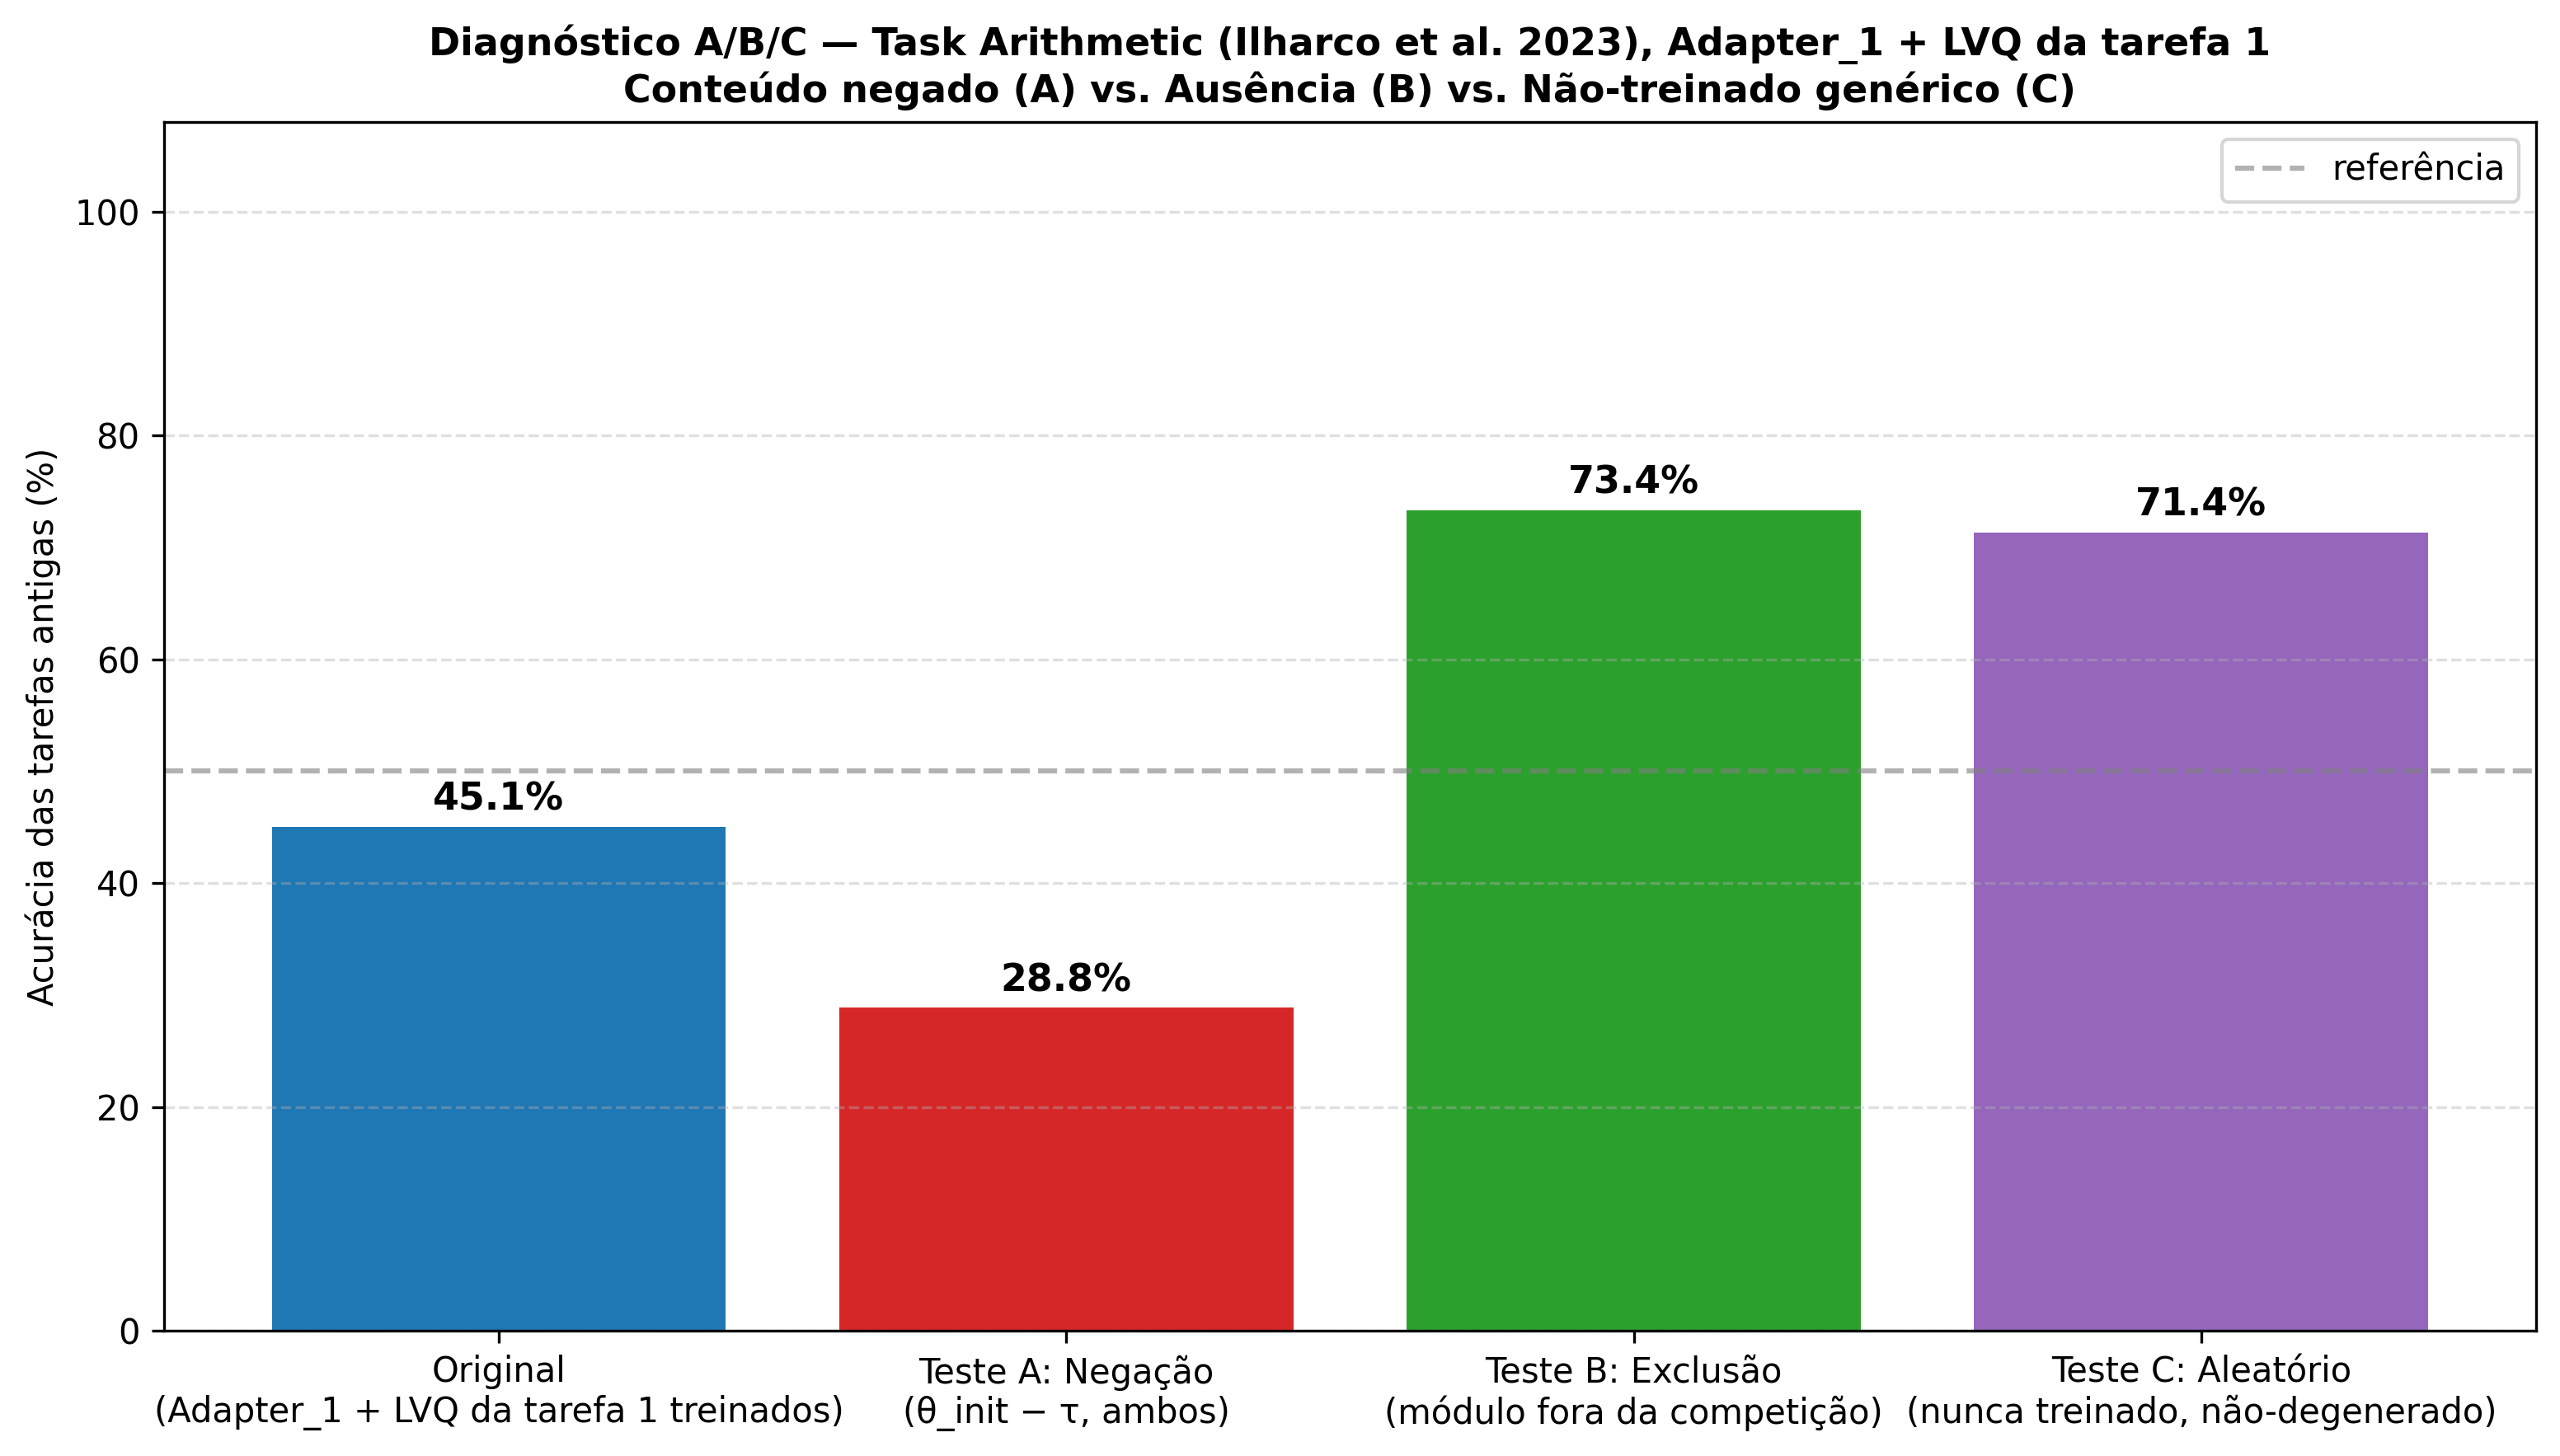 Diagnóstico A/B/C — Task Arithmetic (Ilharco et al. 2023), Adapter_1 + LVQ da tarefa 1
Conteúdo negado (A) vs. Ausência (B) vs. Não-treinado genérico (C)
referência
Acurácia das tarefas antigas (%)
100
80
60
40
20
0
45.1%
28.8%
73.4%
71.4%
Original
(Adapter_1 + LVQ da tarefa 1 treinados)
Teste A: Negação
(θ_init − τ, ambos)
Teste B: Exclusão
(módulo fora da competição)
Teste C: Aleatório
(nunca treinado, não-degenerado)